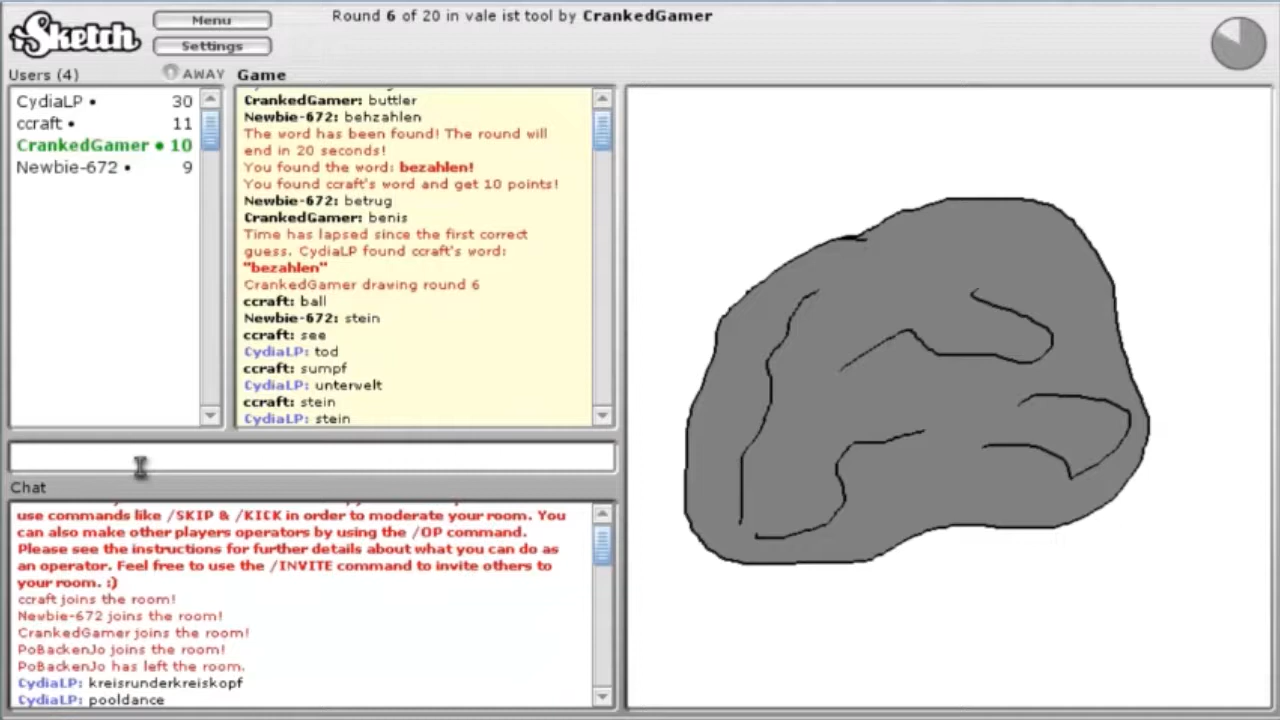 iSketch
Menu
Settings
Round 6 of 20 in vale ist tool by CrankedGamer
Users (4)
AWAY
Game
CydiaLP • 30
ccraft • 11
CrankedGamer • 10
Newbie-672 • 9
CrankedGamer: buttler
Newbie-672: behzahlen
The word has been found! The round will
end in 20 seconds!
You found the word: bezahlen!
You found ccraft's word and get 10 points!
Newbie-672: betrug
CrankedGamer: benis
Time has lapsed since the first correct
guess. CydiaLP found ccraft's word:
"bezahlen"
CrankedGamer drawing round 6
ccraft: ball
Newbie-672: stein
ccraft: see
CydiaLP: tod
ccraft: sumpf
CydiaLP: unterwelt
ccraft: stein
CydiaLP: stein
Chat
use commands like /SKIP & /KICK in order to moderate your room. You
can also make other players operators by using the /OP command.
Please see the instructions for further details about what you can do as
an operator. Feel free to use the /INVITE command to invite others to
your room. :)
ccraft joins the room!
Newbie-672 joins the room!
CrankedGamer joins the room!
PoBackenJo joins the room!
PoBackenJo has left the room.
CydiaLP: kreisrunderkreiskopf
CydiaLP: pooldance